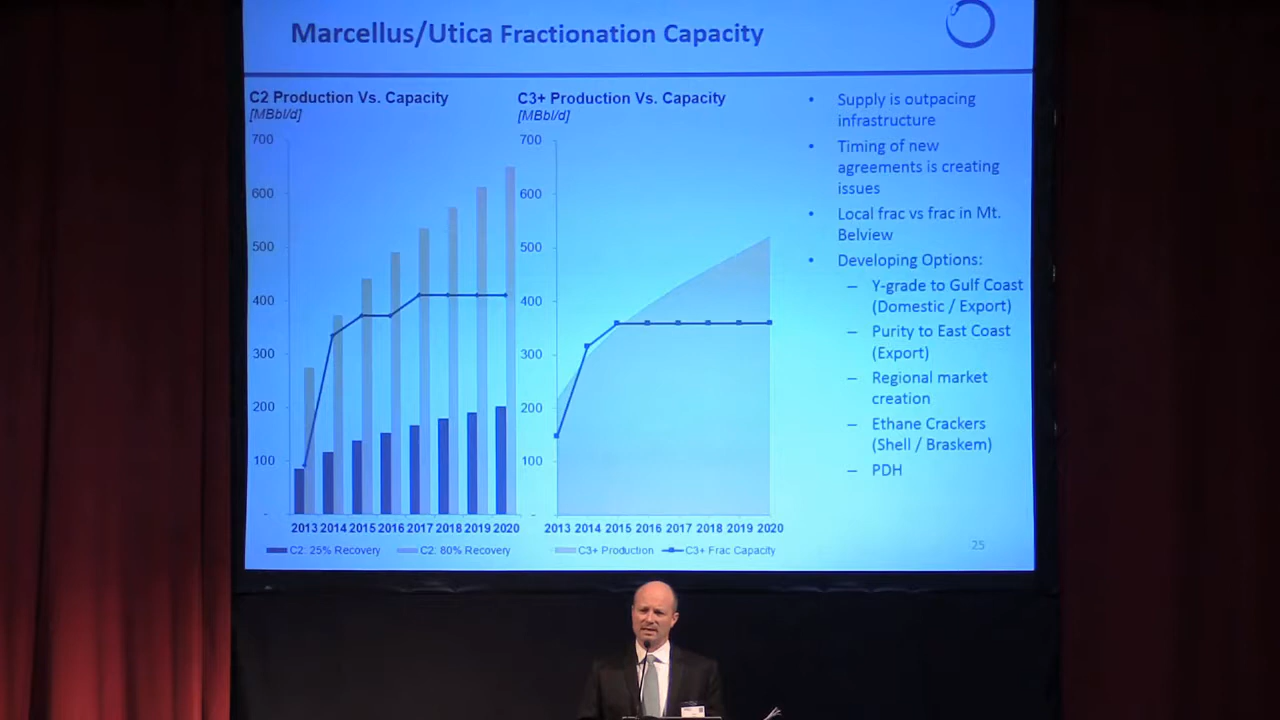 Marcellus/Utica Fractionation Capacity
C2 Production Vs. Capacity
[MBbl/d]
700
600
500
400
300
200
100
-
2013 2014 2015 2016 2017 2018 2019 2020
C2: 25% Recovery C2: 80% Recovery
C3+ Production Vs. Capacity
[MBbl/d]
700
600
500
400
300
200
100
-
2013 2014 2015 2016 2017 2018 2019 2020
C3+ Production C3+ Frac Capacity
• Supply is outpacing
infrastructure
• Timing of new
agreements is creating
issues
• Local frac vs frac in Mt.
Belview
• Developing Options:
– Y-grade to Gulf Coast
(Domestic / Export)
– Purity to East Coast
(Export)
– Regional market
creation
– Ethane Crackers
(Shell / Braskem)
– PDH
25